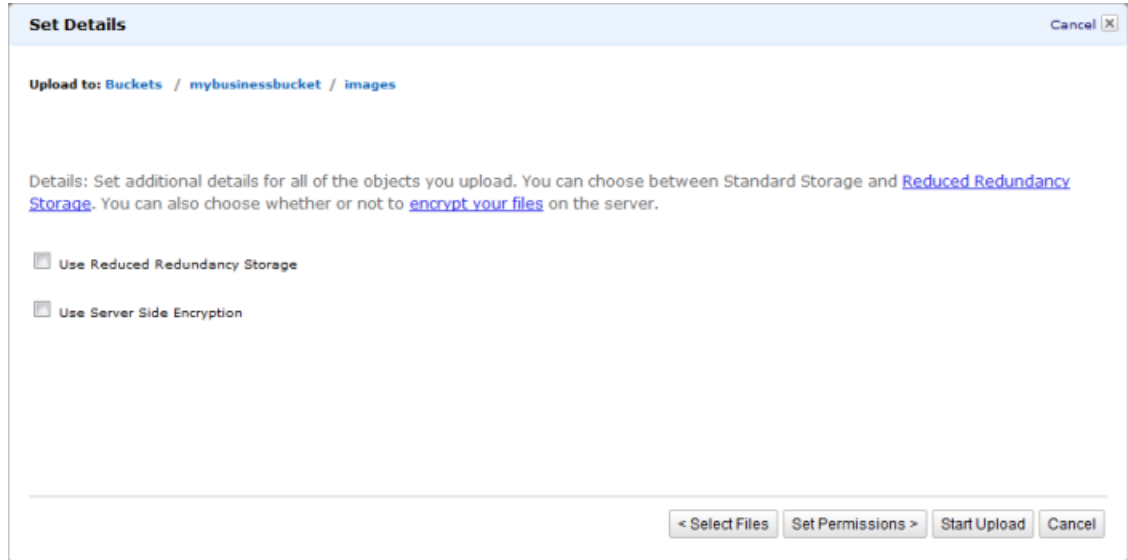 Set Details
Cancel
Upload to: Buckets / mybusinessbucket / images
Details: Set additional details for all of the objects you upload. You can choose between Standard Storage and Reduced Redundancy
Storage. You can also choose whether or not to encrypt your files on the server.
Use Reduced Redundancy Storage
Use Server Side Encryption
< Select Files
Set Permissions >
Start Upload
Cancel